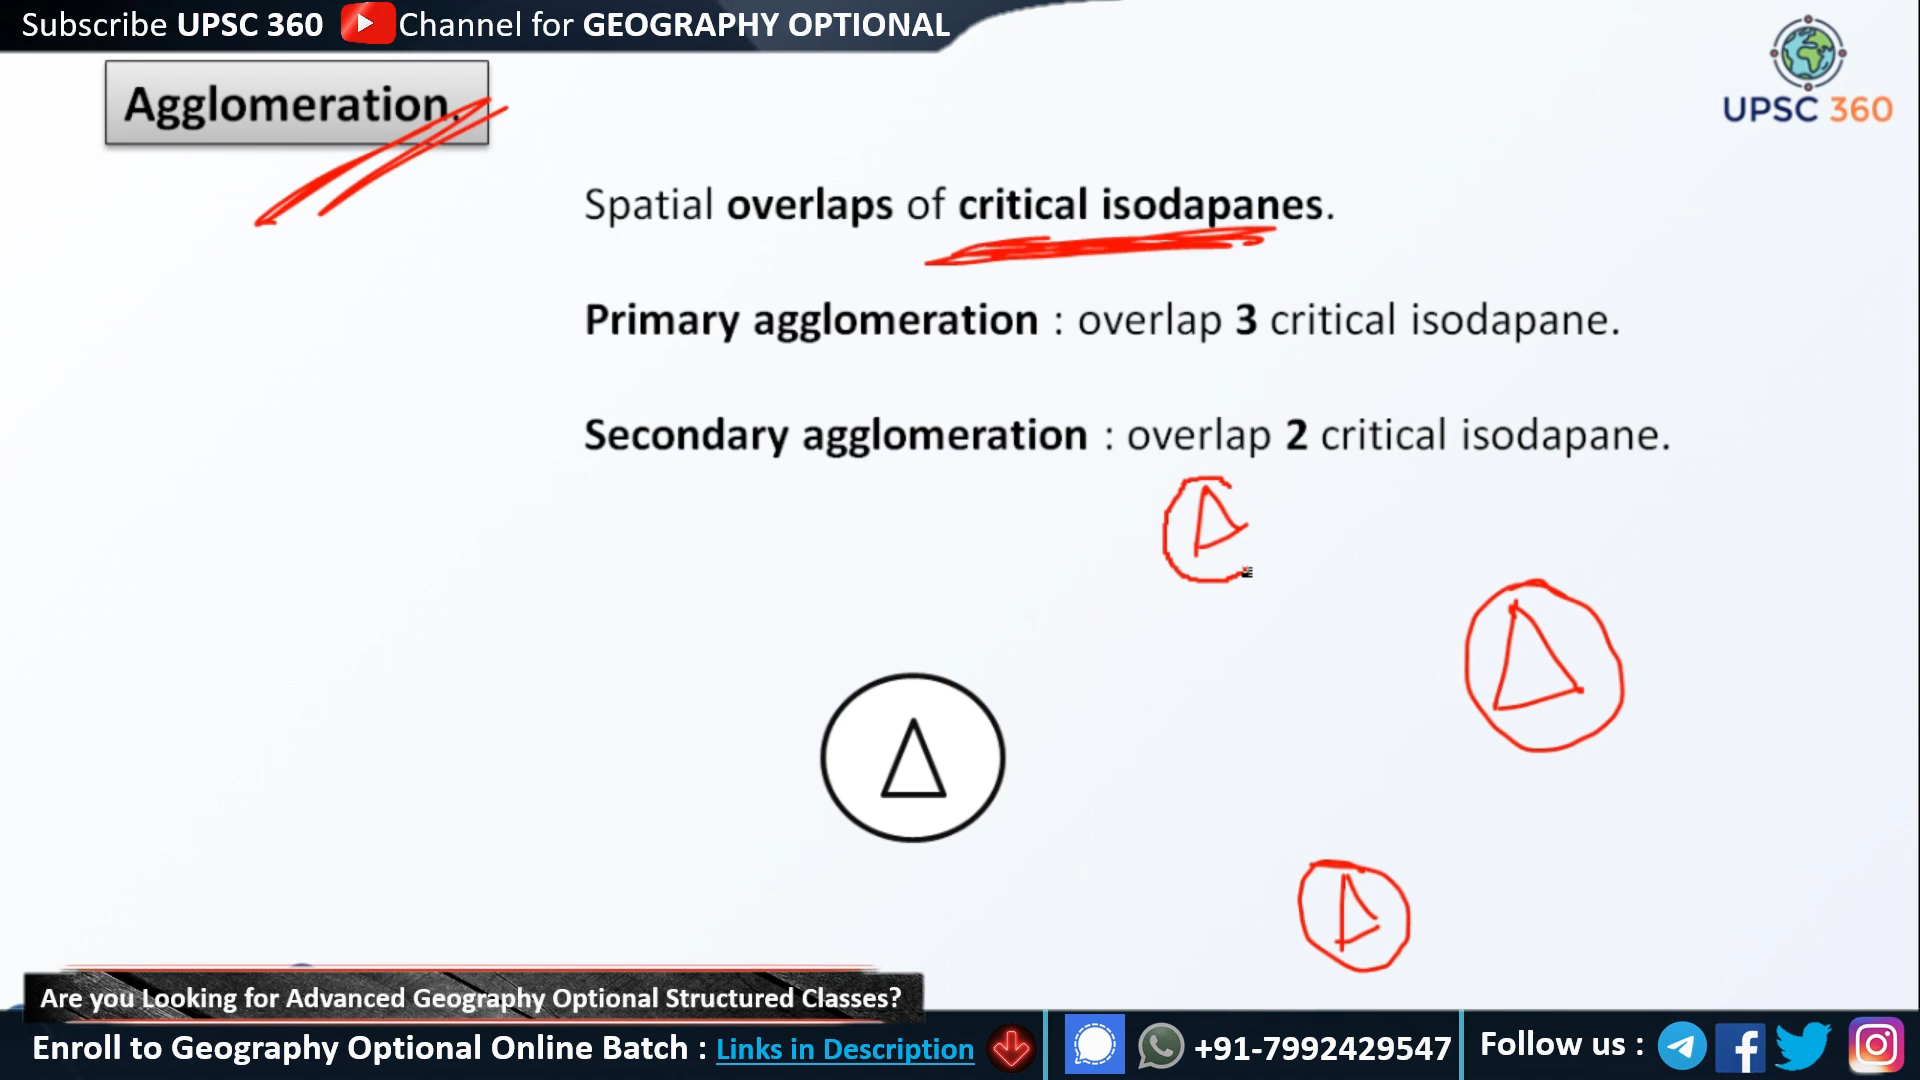 Subscribe UPSC 360 Channel for GEOGRAPHY OPTIONAL
Agglomeration.
UPSC 360
Spatial overlaps of critical isodapanes.
Primary agglomeration : overlap 3 critical isodapane.
Secondary agglomeration : overlap 2 critical isodapane.
Are you Looking for Advanced Geography Optional Structured Classes?
Enroll to Geography Optional Online Batch : Links in Description
+91-7992429547
Follow us :